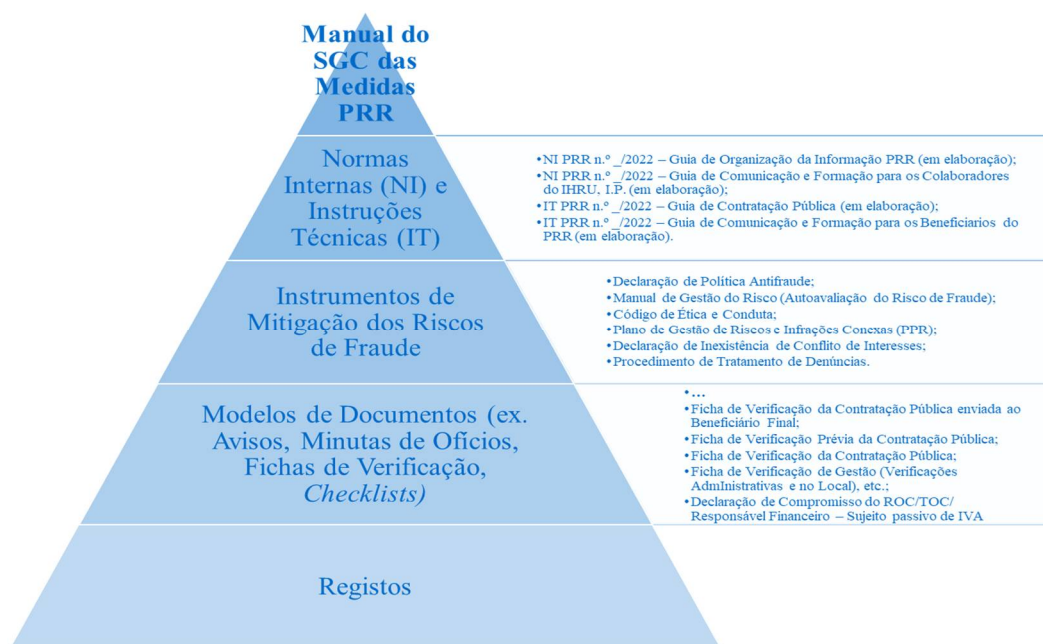 Manual do
SGC das
Medidas
PRR
Normas
Internas (NI) e
Instruções
Técnicas (IT)
•NI PRR n.º _/2022 – Guia de Organização da Informação PRR (em elaboração);
•NI PRR n.º _/2022 – Guia de Comunicação e Formação para os Colaboradores
do IHRU, I.P. (em elaboração);
•IT PRR n.º _/2022 – Guia de Contratação Pública (em elaboração);
•IT PRR n.º _/2022 – Guia de Comunicação e Formação para os Beneficiarios do
PRR (em elaboração).
Instrumentos de
Mitigação dos Riscos
de Fraude
•Declaração de Política Antifraude;
•Manual de Gestão do Risco (Autoavaliação do Risco de Fraude);
•Código de Ética e Conduta;
•Plano de Gestão de Riscos e Infrações Conexas (PPR);
•Declaração de Inexistência de Conflito de Interesses;
•Procedimento de Tratamento de Denúncias.
Modelos de Documentos (ex.
Avisos, Minutas de Ofícios,
Fichas de Verificação,
Checklists)
•...
•Ficha de Verificação da Contratação Pública enviada ao
Beneficiário Final;
•Ficha de Verificação Prévia da Contratação Pública;
•Ficha de Verificação da Contratação Pública;
•Ficha de Verificação de Gestão (Verificações
AdmInistrativas e no Local), etc.;
•Declaração de Compromisso do ROC/TOC/
Responsável Financeiro – Sujeito passivo de IVA
Registos